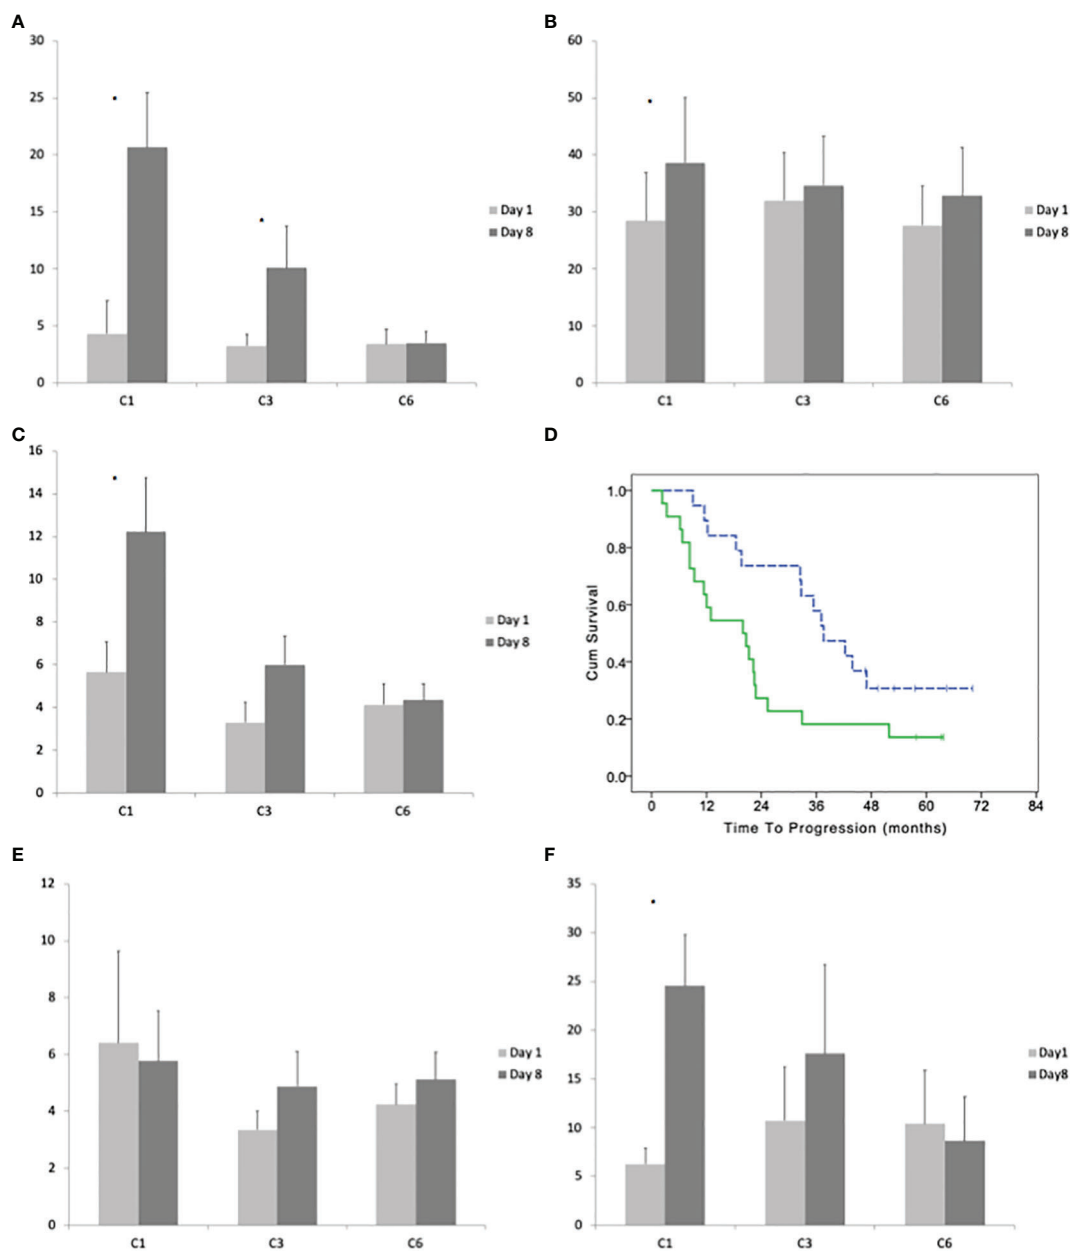 A
30
25
20
15
10
5
0
C1
C3
C6
Day 1
Day 8
B
60
50
40
30
20
10
0
C1
C3
C6
Day 1
Day 8
C
16
14
12
10
8
6
4
2
0
C1
C3
C6
Day 1
Day 8
D
Cum Survival
1.0
0.8
0.6
0.4
0.2
0.0
0 12 24 36 48 60 72 84
Time To Progression (months)
E
12
10
8
6
4
2
0
C1
C3
C6
Day 1
Day 8
F
35
30
25
20
15
10
5
0
C1
C3
C6
Day1
Day8